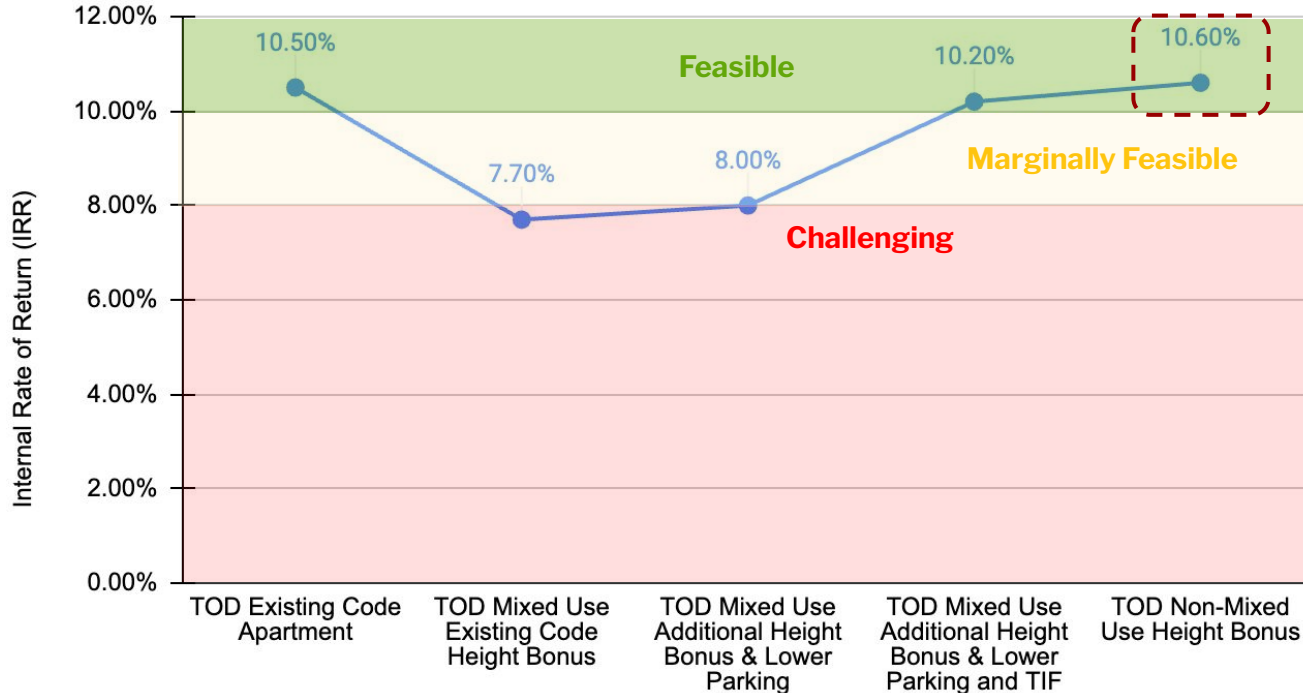 12.00%
10.50%
Feasible
10.20%
10.60%
10.00%
7.70%
8.00%
Marginally Feasible
8.00%
Challenging
6.00%
4.00%
2.00%
0.00%
Internal Rate of Return (IRR)
TOD Existing Code
Apartment
TOD Mixed Use
Existing Code
Height Bonus
TOD Mixed Use
Additional Height
Bonus & Lower
Parking
TOD Mixed Use
Additional Height
Bonus & Lower
Parking and TIF
TOD Non-Mixed
Use Height Bonus